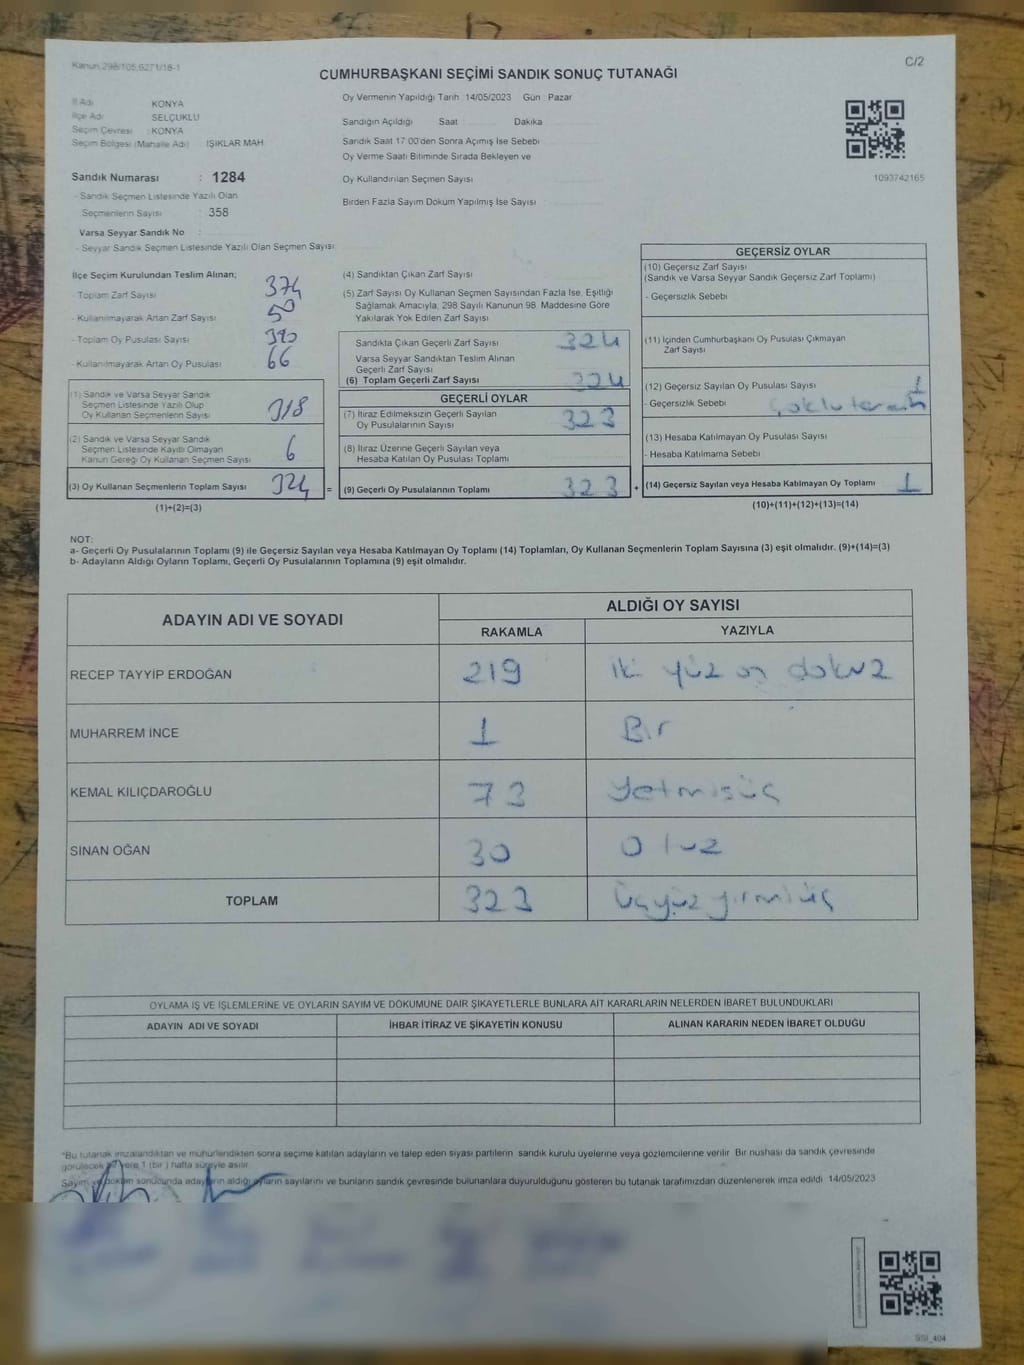 Kanun 298/105,6271/18-1
C/2
CUMHURBAŞKANI SEÇİMİ SANDIK SONUÇ TUTANAĞI
İl Adı KONYA
İlçe Adı SELÇUKLU
Seçim Çevresi : KONYA
Seçim Bölgesi (Mahalle Adı) IŞIKLAR MAH
Sandık Numarası : 1284
- Sandık Seçmen Listesinde Yazılı Olan
Seçmenlerin Sayısı : 358
Varsa Seyyar Sandık No
- Seyyar Sandık Seçmen Listesinde Yazılı Olan Seçmen Sayısı
Oy Vermenin Yapıldığı Tarih : 14/05/2023 Gün : Pazar
Sandığın Açıldığı Saat : Dakika
Sandık Saat 17:00'den Sonra Açımış İse Sebebi
Oy Verme Saati Bitiminde Sırada Bekleyen ve
Oy Kullandırılan Seçmen Sayısı
Birden Fazla Sayım Döküm Yapılmış İse Sayısı
1093742165
İlçe Seçim Kurulundan Teslim Alınan;
- Toplam Zarf Sayısı 374
- Kullanılmayarak Artan Zarf Sayısı 50
- Toplam Oy Pusulası Sayısı 390
- Kullanılmayarak Artan Oy Pusulası 66
(1) Sandık ve Varsa Seyyar Sandık
Seçmen Listesinde Yazılı Olup
Oy Kullanan Seçmenlerin Sayısı 318
(2) Sandık ve Varsa Seyyar Sandık
Seçmen Listesinde Kayıtlı Olmayan
Kanun Gereği Oy Kullanan Seçmen Sayısı 6
(3) Oy Kullanan Seçmenlerin Toplam Sayısı 324 =
(1)+(2)=(3)
(4) Sandıktan Çıkan Zarf Sayısı
(5) Zarf Sayısı Oy Kullanan Seçmen Sayısından Fazla İse, Eşitliği
Sağlamak Amacıyla, 298 Sayılı Kanunun 98. Maddesine Göre
Yakılarak Yok Edilen Zarf Sayısı
Sandıkta Çıkan Geçerli Zarf Sayısı 324
Varsa Seyyar Sandıktan Teslim Alınan
Geçerli Zarf Sayısı
(6) Toplam Geçerli Zarf Sayısı 324
GEÇERLİ OYLAR
(7) İtiraz Edilmeksizin Geçerli Sayılan
Oy Pusulalarının Sayısı 323
(8) İtiraz Üzerine Geçerli Sayılan veya
Hesaba Katılan Oy Pusulası Toplamı
(9) Geçerli Oy Pusulalarının Toplamı 323 +
GEÇERSİZ OYLAR
(10) Geçersiz Zarf Sayısı
(Sandık ve Varsa Seyyar Sandık Geçersiz Zarf Toplamı)
- Geçersizlik Sebebi
(11) İçinden Cumhurbaşkanı Oy Pusulası Çıkmayan
Zarf Sayısı
(12) Geçersiz Sayılan Oy Pusulası Sayısı 1
- Geçersizlik Sebebi Çoklu tercih
(13) Hesaba Katılmayan Oy Pusulası Sayısı
- Hesaba Katılmama Sebebi
(14) Geçersiz Sayılan veya Hesaba Katılmayan Oy Toplamı 1
(10)+(11)+(12)+(13)=(14)
NOT:
a- Geçerli Oy Pusulalarının Toplamı (9) ile Geçersiz Sayılan veya Hesaba Katılmayan Oy Toplamı (14) Toplamları, Oy Kullanan Seçmenlerin Toplam Sayısına (3) eşit olmalıdır. (9)+(14)=(3)
b- Adayların Aldığı Oyların Toplamı, Geçerli Oy Pusulalarının Toplamına (9) eşit olmalıdır.
ADAYIN ADI VE SOYADI ALDIĞI OY SAYISI
RAKAMLA YAZIYLA
RECEP TAYYİP ERDOĞAN 219 iki yüz on dokuz
MUHARREM İNCE 1 Bir
KEMAL KILIÇDAROĞLU 73 Yetmişüç
SİNAN OĞAN 30 Otuz
TOPLAM 323 üçyüzyirmiüç
OYLAMA İŞ VE İŞLEMLERİNE VE OYLARIN SAYIM VE DÖKÜMÜNE DAİR ŞİKAYETLERLE BUNLARA AİT KARARLARIN NELERDEN İBARET BULUNDUKLARI
ADAYIN ADI VE SOYADI İHBAR İTİRAZ VE ŞİKAYETİN KONUSU ALINAN KARARIN NEDEN İBARET OLDUĞU
"Bu tutanak imzalandıktan ve mühürlendikten sonra seçime katılan adayların ve talep eden siyasi partilerin sandık kurulu üyelerine veya gözlemcilerine verilir. Bir nüshası da sandık çevresinde
görülecek bir yere 1 (bir) hafta süreyle asılır.
Sayım ve döküm sonucunda adayların aldığı oyların sayılarını ve bunların sandık çevresinde bulunanlara duyurulduğunu gösteren bu tutanak tarafımızdan düzenlenerek imza edildi 14/05/2023
SSI_404